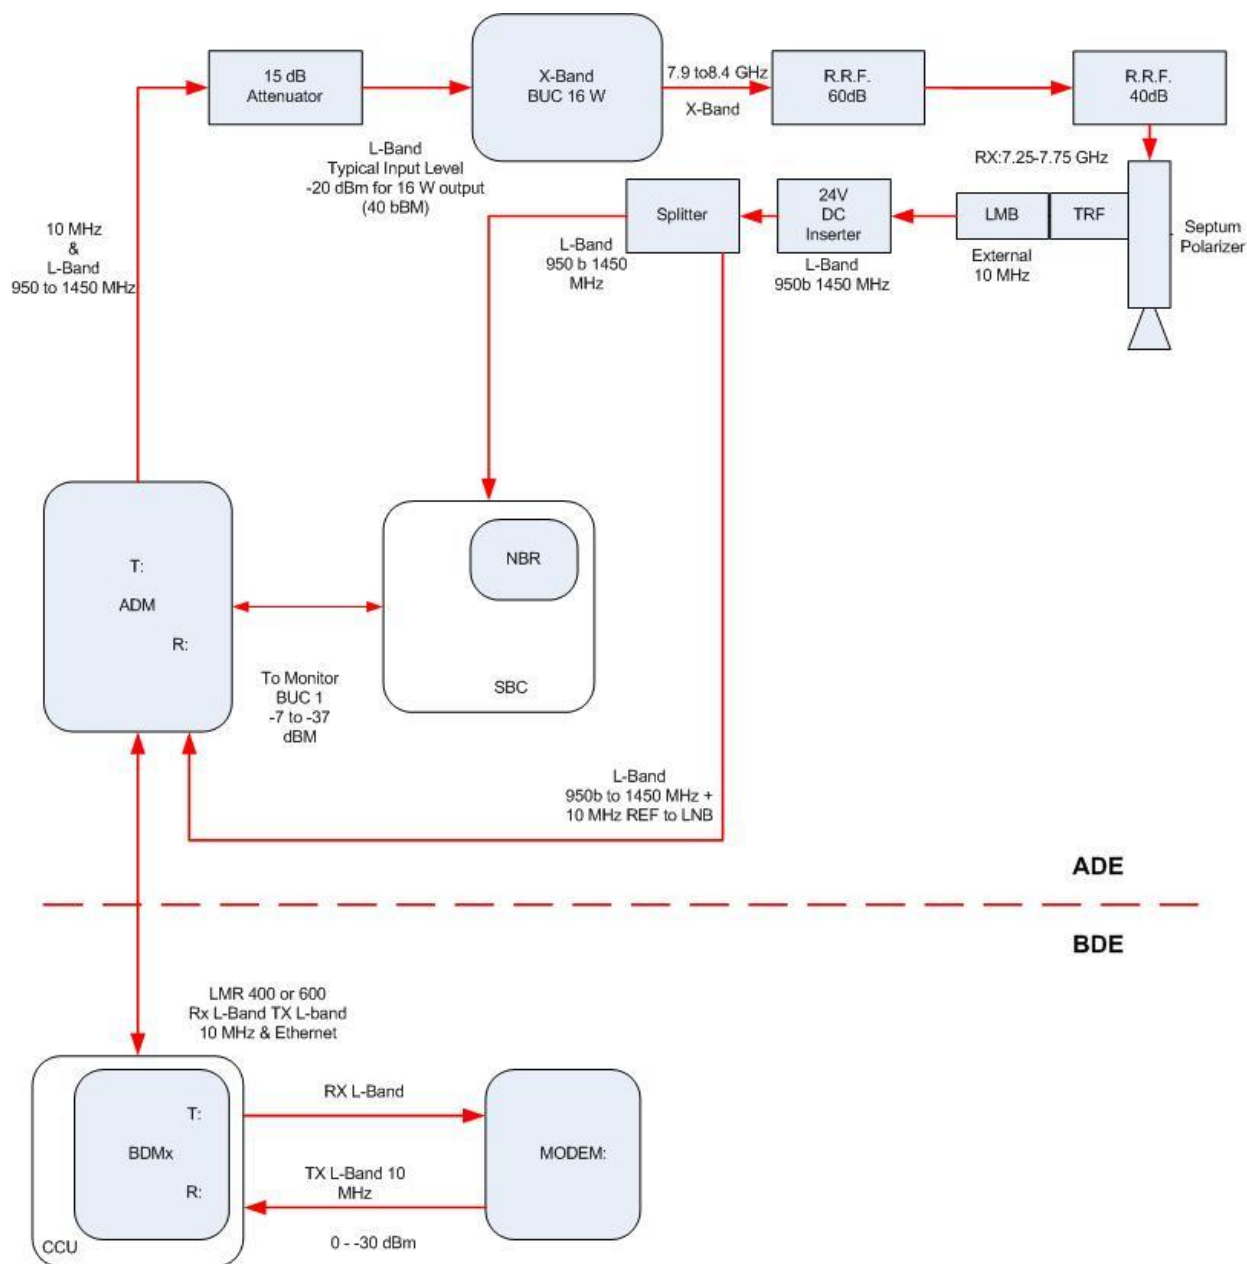 15 dB
Attenuator
X-Band
BUC 16 W
7.9 to8.4 GHz
X-Band
R.R.F.
60dB
R.R.F.
40dB
L-Band
Typical Input Level
-20 dBm for 16 W output
(40 bBM)
RX:7.25-7.75 GHz
Splitter
24V
DC
Inserter
LMB
TRF
Septum
Polarizer
External
10 MHz
L-Band
950 b 1450
MHz
L-Band
950b 1450 MHz
10 MHz
&
L-Band
950 to 1450 MHz
T:
ADM
R:
NBR
SBC
To Monitor
BUC 1
-7 to -37
dBM
L-Band
950b to 1450 MHz +
10 MHz REF to LNB
ADE
BDE
LMR 400 or 600
Rx L-Band TX L-band
10 MHz & Ethernet
T:
BDMx
R:
CCU
RX L-Band
TX L-Band 10
MHz
0 - -30 dBm
MODEM: